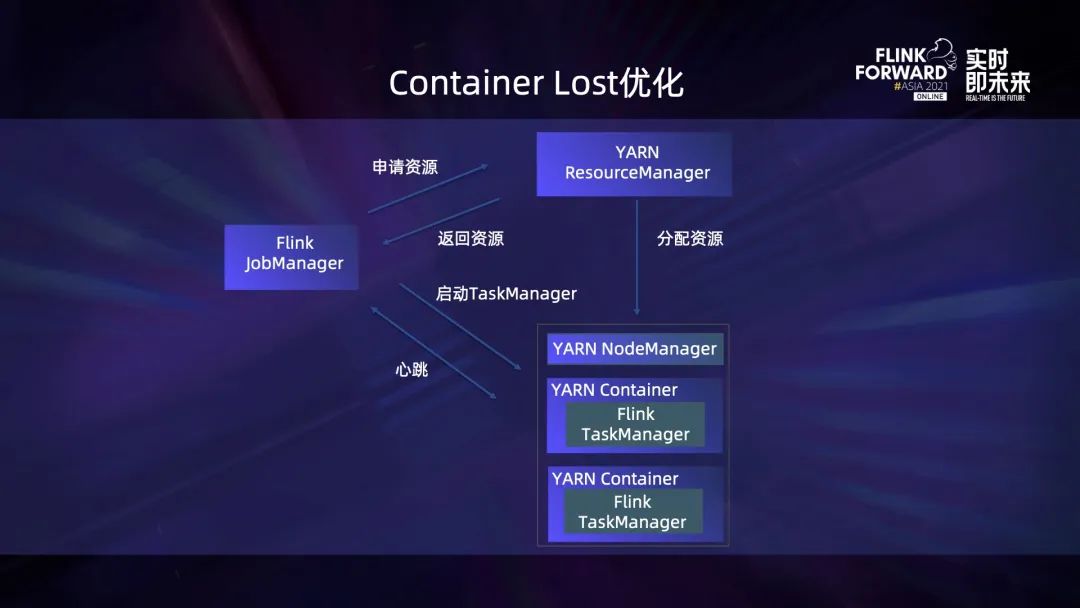 Container Lost优化
FLINK
FORWARD
#ASIA 2021
ONLINE
实时
即未来
REAL-TIME IS THE FUTURE
申请资源
YARN
ResourceManager
返回资源
分配资源
Flink
JobManager
启动TaskManager
心跳
YARN NodeManager
YARN Container
Flink
TaskManager
YARN Container
Flink
TaskManager